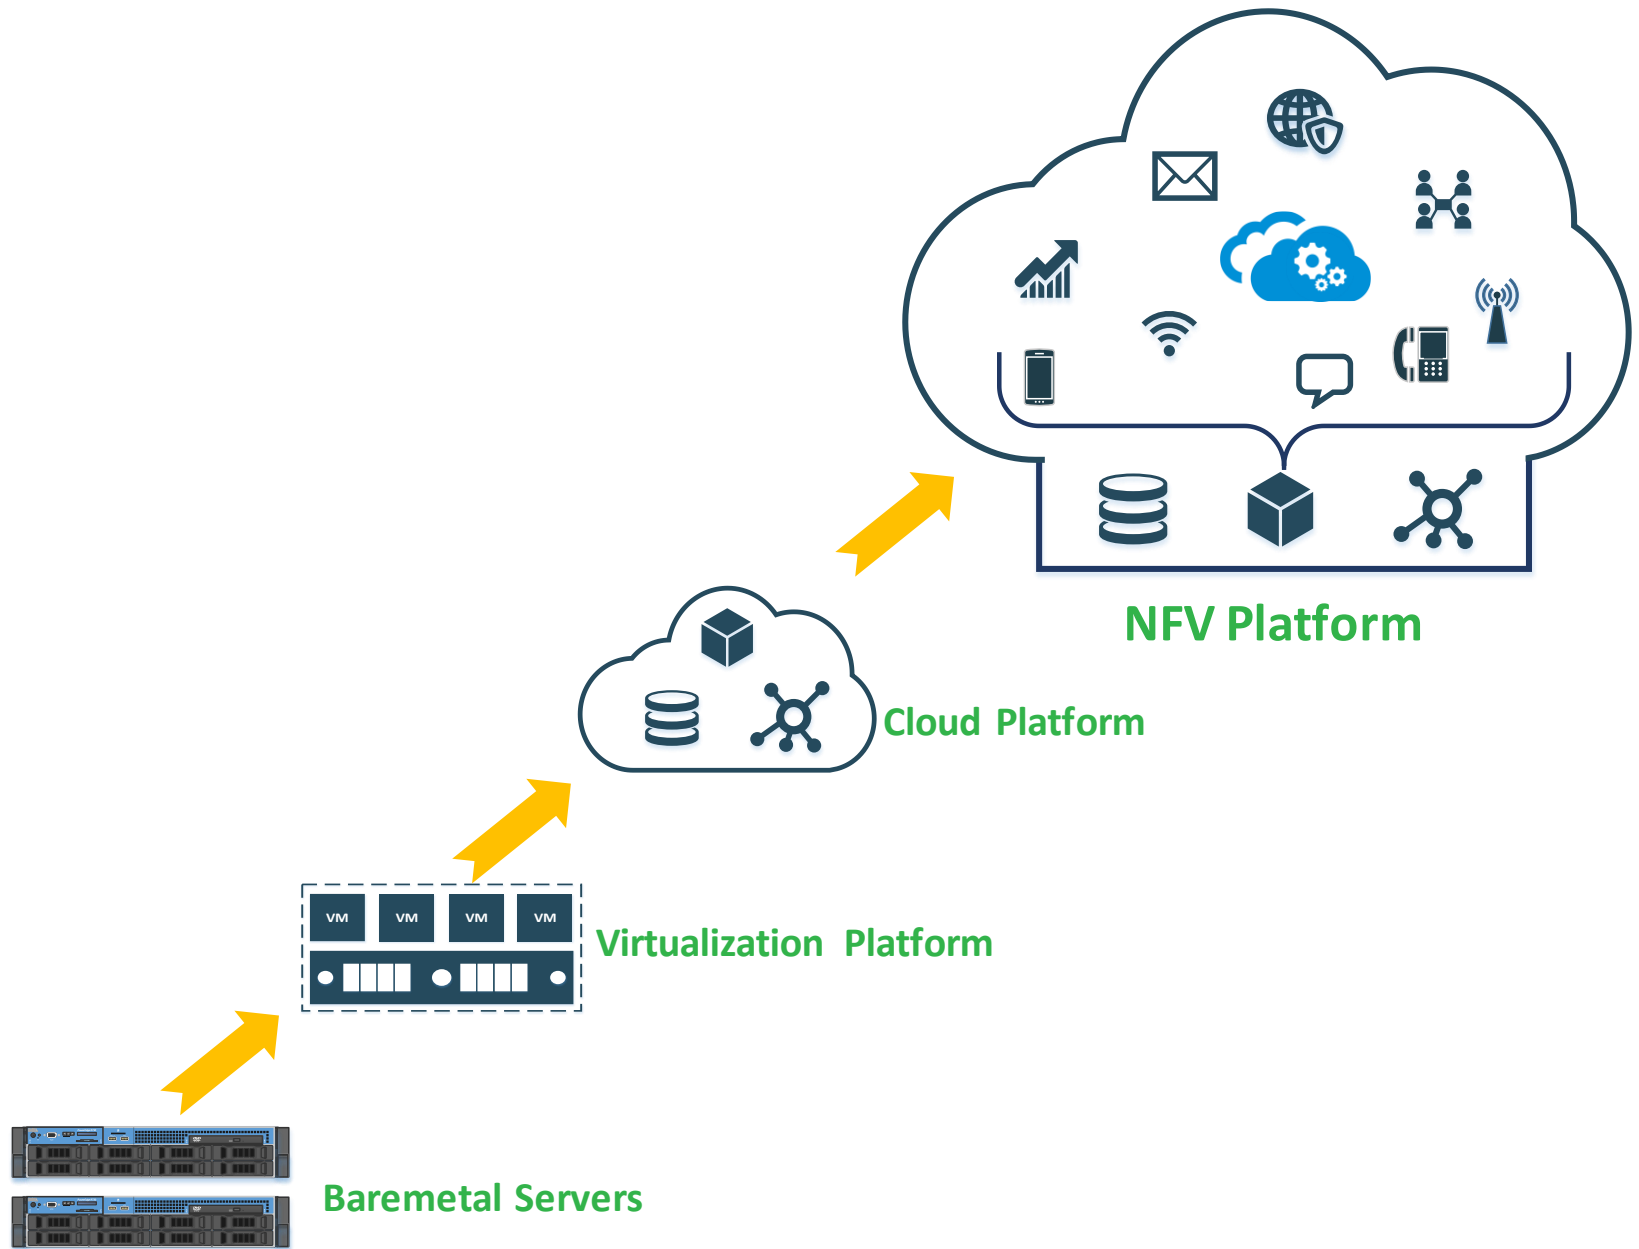 NFV Platform
Cloud Platform
VM VM VM VM
Virtualization Platform
Baremetal Servers